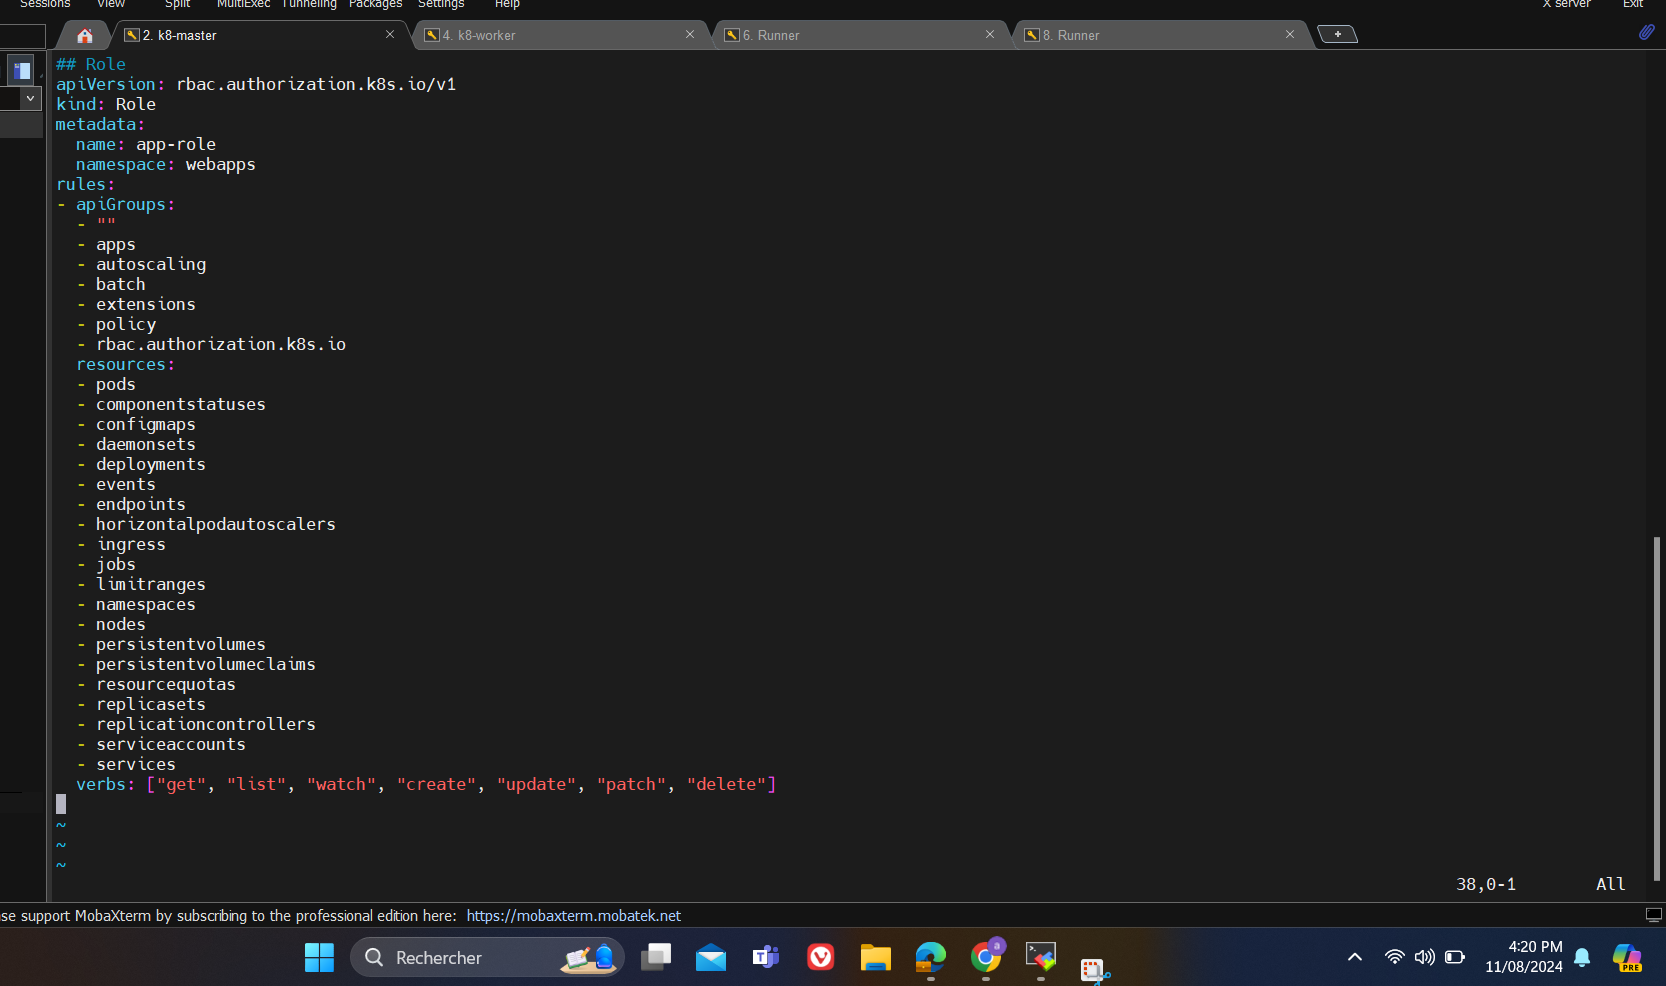 Sessions View Split MultiExec Tunneling Packages Settings Help X server Exit
2. k8-master 4. k8-worker 6. Runner 8. Runner
## Role
apiVersion: rbac.authorization.k8s.io/v1
kind: Role
metadata:
  name: app-role
  namespace: webapps
rules:
- apiGroups:
  - ""
  - apps
  - autoscaling
  - batch
  - extensions
  - policy
  - rbac.authorization.k8s.io
  resources:
  - pods
  - componentstatuses
  - configmaps
  - daemonsets
  - deployments
  - events
  - endpoints
  - horizontalpodautoscalers
  - ingress
  - jobs
  - limitranges
  - namespaces
  - nodes
  - persistentvolumes
  - persistentvolumeclaims
  - resourcequotas
  - replicasets
  - replicationcontrollers
  - serviceaccounts
  - services
  verbs: ["get", "list", "watch", "create", "update", "patch", "delete"]
~
~
~
38,0-1 All
se support MobaXterm by subscribing to the professional edition here: https://mobaxterm.mobatek.net
Rechercher
4:20 PM
11/08/2024
PRE